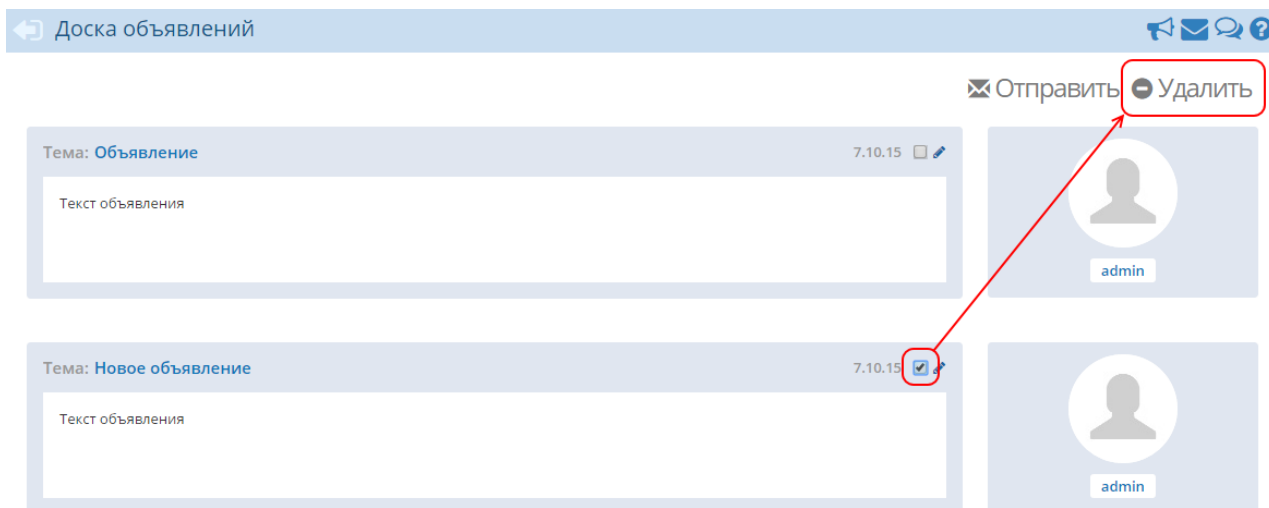 Доска объявлений
Отправить Удалить
Тема: Объявление 7.10.15
Текст объявления
admin
Тема: Новое объявление 7.10.15
Текст объявления
admin